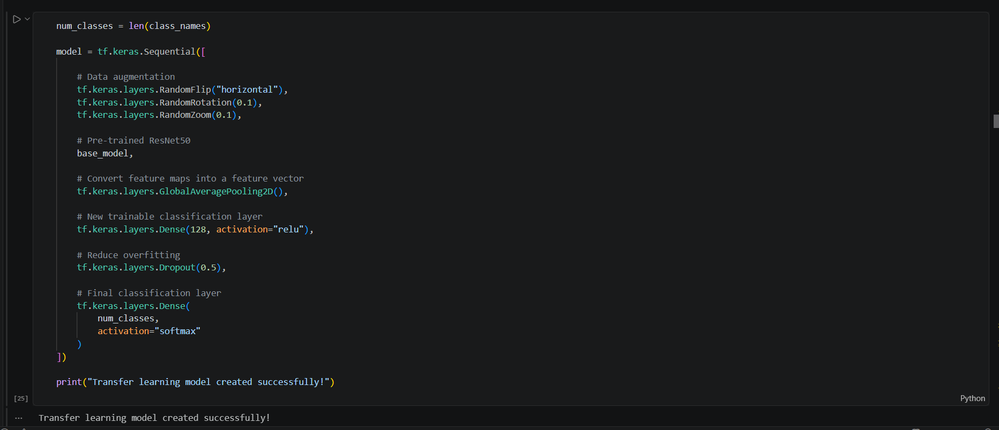 num_classes = len(class_names)
model = tf.keras.Sequential([
# Data augmentation
tf.keras.layers.RandomFlip("horizontal"),
tf.keras.layers.RandomRotation(0.1),
tf.keras.layers.RandomZoom(0.1),
# Pre-trained ResNet50
base_model,
# Convert feature maps into a feature vector
tf.keras.layers.GlobalAveragePooling2D(),
# New trainable classification layer
tf.keras.layers.Dense(128, activation="relu"),
# Reduce overfitting
tf.keras.layers.Dropout(0.5),
# Final classification layer
tf.keras.layers.Dense(
num_classes,
activation="softmax"
)
])
print("Transfer learning model created successfully!")
[25]
Python
... Transfer learning model created successfully!